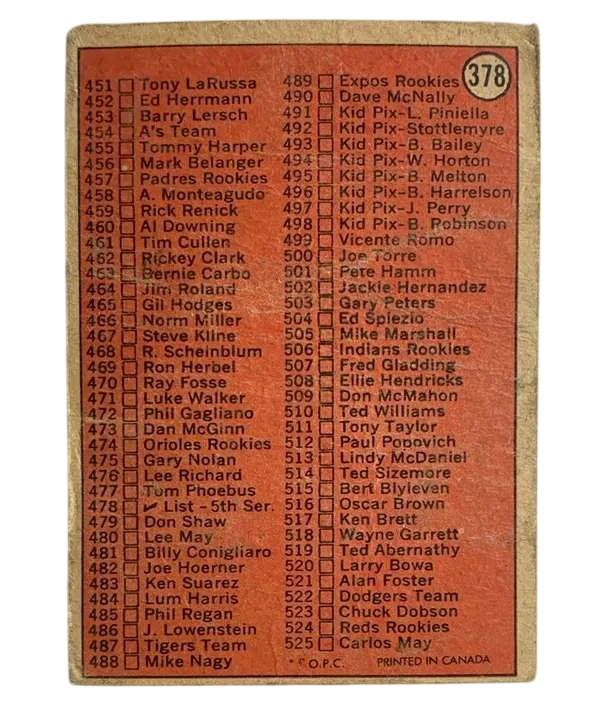 378
451 Tony LaRussa
452 Ed Herrmann
453 Barry Lersch
454 A's Team
455 Tommy Harper
456 Mark Belanger
457 Padres Rookies
458 A. Monteagudo
459 Rick Renick
460 Al Downing
461 Tim Cullen
462 Rickey Clark
463 Bernie Carbo
464 Jim Roland
465 Gil Hodges
466 Norm Miller
467 Steve Kline
468 R. Scheinblum
469 Ron Herbel
470 Ray Fosse
471 Luke Walker
472 Phil Gagliano
473 Dan McGinn
474 Orioles Rookies
475 Gary Nolan
476 Lee Richard
477 Tom Phoebus
478 ✓ List - 5th Ser.
479 Don Shaw
480 Lee May
481 Billy Conigliaro
482 Joe Hoerner
483 Ken Suarez
484 Lum Harris
485 Phil Regan
486 J. Lowenstein
487 Tigers Team
488 Mike Nagy
489 Expos Rookies
490 Dave McNally
491 Kid Pix-L. Piniella
492 Kid Pix-Stottlemyre
493 Kid Pix-B. Bailey
494 Kid Pix-W. Horton
495 Kid Pix-B. Melton
496 Kid Pix-B. Harrelson
497 Kid Pix-J. Perry
498 Kid Pix-B. Robinson
499 Vicente Romo
500 Joe Torre
501 Pete Hamm
502 Jackie Hernandez
503 Gary Peters
504 Ed Spiezio
505 Mike Marshall
506 Indians Rookies
507 Fred Gladding
508 Ellie Hendricks
509 Don McMahon
510 Ted Williams
511 Tony Taylor
512 Paul Popovich
513 Lindy McDaniel
514 Ted Sizemore
515 Bert Blyleven
516 Oscar Brown
517 Ken Brett
518 Wayne Garrett
519 Ted Abernathy
520 Larry Bowa
521 Alan Foster
522 Dodgers Team
523 Chuck Dobson
524 Reds Rookies
525 Carlos May
O.P.C. PRINTED IN CANADA